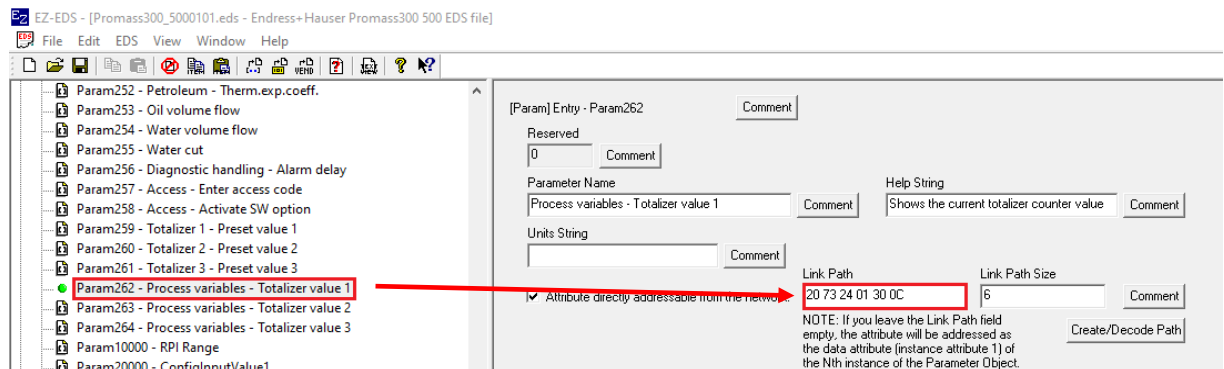 EZ-EDS - [Promass300_5000101.eds - Endress+Hauser Promass300 500 EDS file]
File Edit EDS View Window Help
Param252 - Petroleum - Therm.exp.coeff.
Param253 - Oil volume flow
Param254 - Water volume flow
Param255 - Water cut
Param256 - Diagnostic handling - Alarm delay
Param257 - Access - Enter access code
Param258 - Access - Activate SW option
Param259 - Totalizer 1 - Preset value 1
Param260 - Totalizer 2 - Preset value 2
Param261 - Totalizer 3 - Preset value 3
Param262 - Process variables - Totalizer value 1
Param263 - Process variables - Totalizer value 2
Param264 - Process variables - Totalizer value 3
Param10000 - RPI Range
Param20000 - ConfigInputValue1
[Param] Entry - Param262 Comment
Reserved
0 Comment
Parameter Name Help String
Process variables - Totalizer value 1 Comment Shows the current totalizer counter value Comment
Units String
Comment
Link Path Link Path Size
Attribute directly addressable from the network. 20 73 24 01 30 0C 6 Comment
NOTE: If you leave the Link Path field
empty, the attribute will be addressed as
the data attribute (instance attribute 1) of
the Nth instance of the Parameter Object.
Create/Decode Path